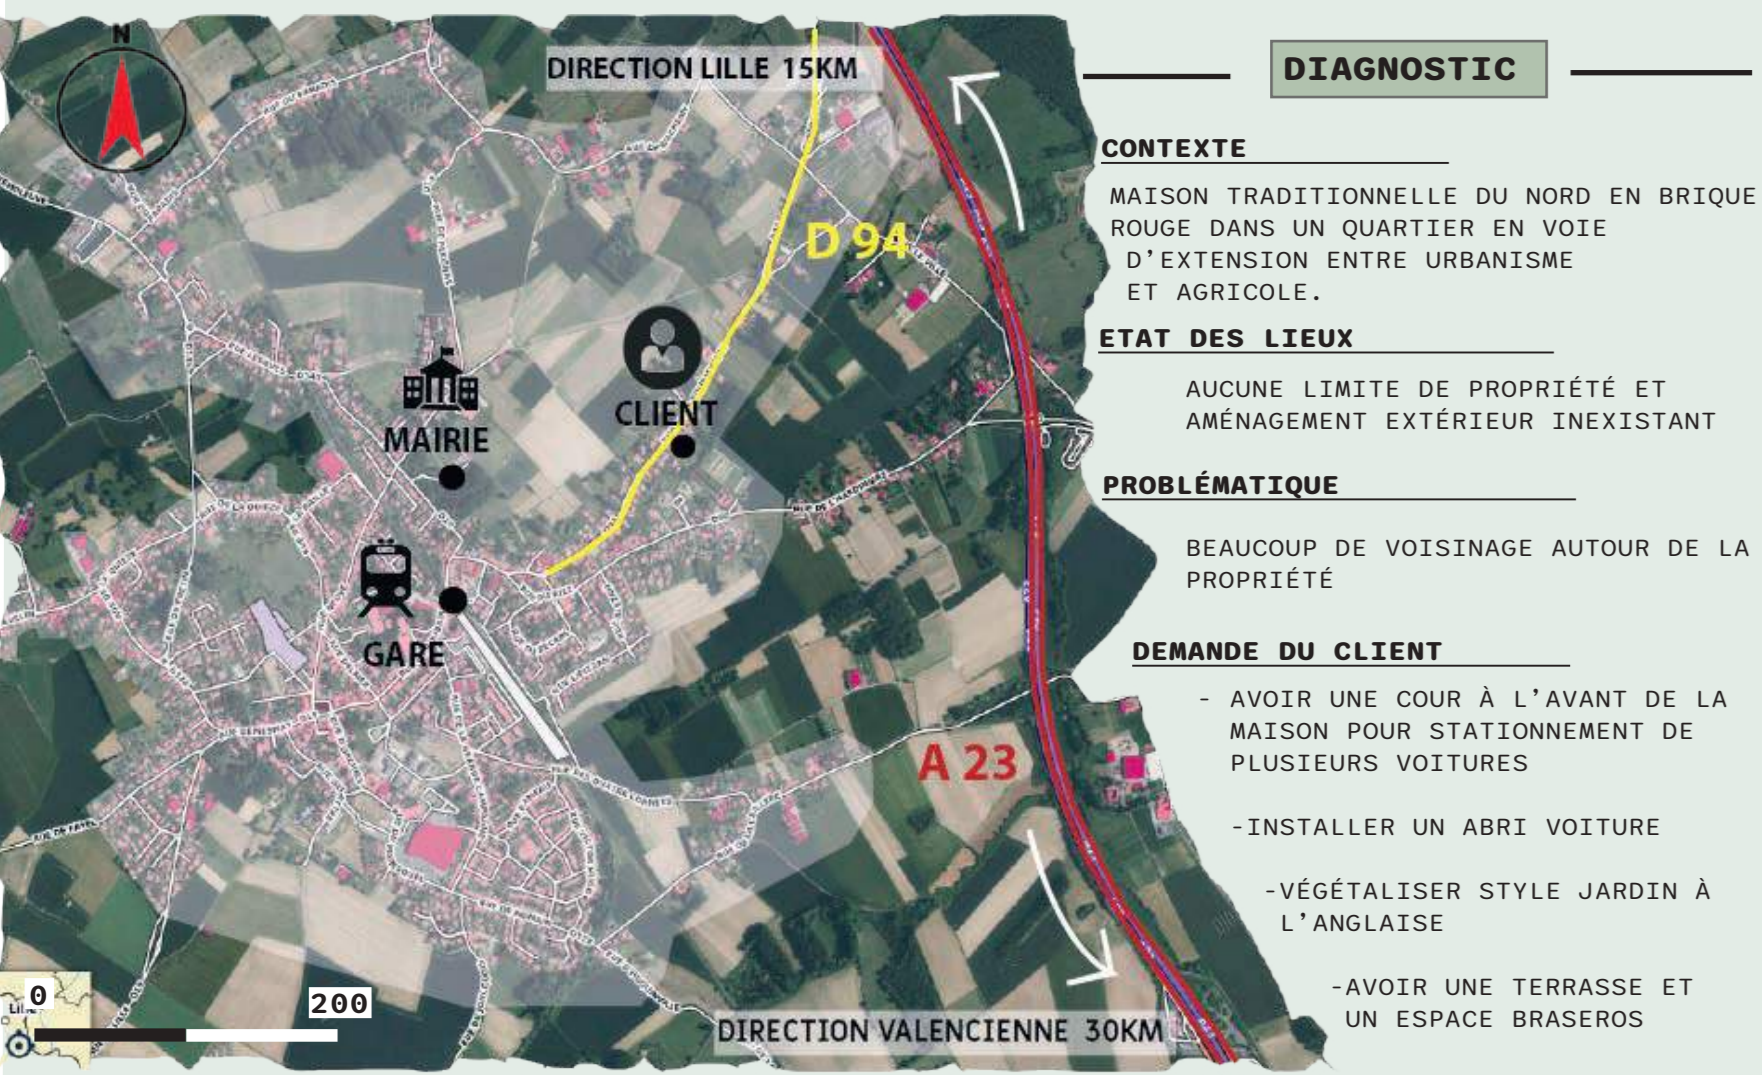 N
DIRECTION LILLE 15KM
D 94
CLIENT
MAIRIE
GARE
A 23
0
200
DIRECTION VALENCIENNE 30KM
DIAGNOSTIC
CONTEXTE
MAISON TRADITIONNELLE DU NORD EN BRIQUE
ROUGE DANS UN QUARTIER EN VOIE
D’EXTENSION ENTRE URBANISME
ET AGRICOLE.
ETAT DES LIEUX
AUCUNE LIMITE DE PROPRIÉTÉ ET
AMÉNAGEMENT EXTÉRIEUR INEXISTANT
PROBLÉMATIQUE
BEAUCOUP DE VOISINAGE AUTOUR DE LA
PROPRIÉTÉ
DEMANDE DU CLIENT
- AVOIR UNE COUR À L’AVANT DE LA
MAISON POUR STATIONNEMENT DE
PLUSIEURS VOITURES
-INSTALLER UN ABRI VOITURE
-VÉGÉTALISER STYLE JARDIN À
L’ANGLAISE
-AVOIR UNE TERRASSE ET
UN ESPACE BRASEROS